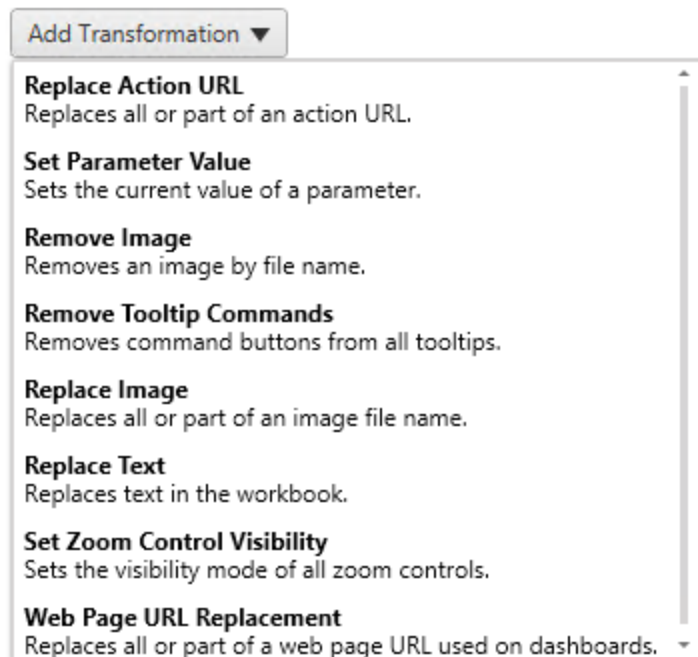 Add Transformation
Replace Action URL
Replaces all or part of an action URL.
Set Parameter Value
Sets the current value of a parameter.
Remove Image
Removes an image by file name.
Remove Tooltip Commands
Removes command buttons from all tooltips.
Replace Image
Replaces all or part of an image file name.
Replace Text
Replaces text in the workbook.
Set Zoom Control Visibility
Sets the visibility mode of all zoom controls.
Web Page URL Replacement
Replaces all or part of a web page URL used on dashboards.